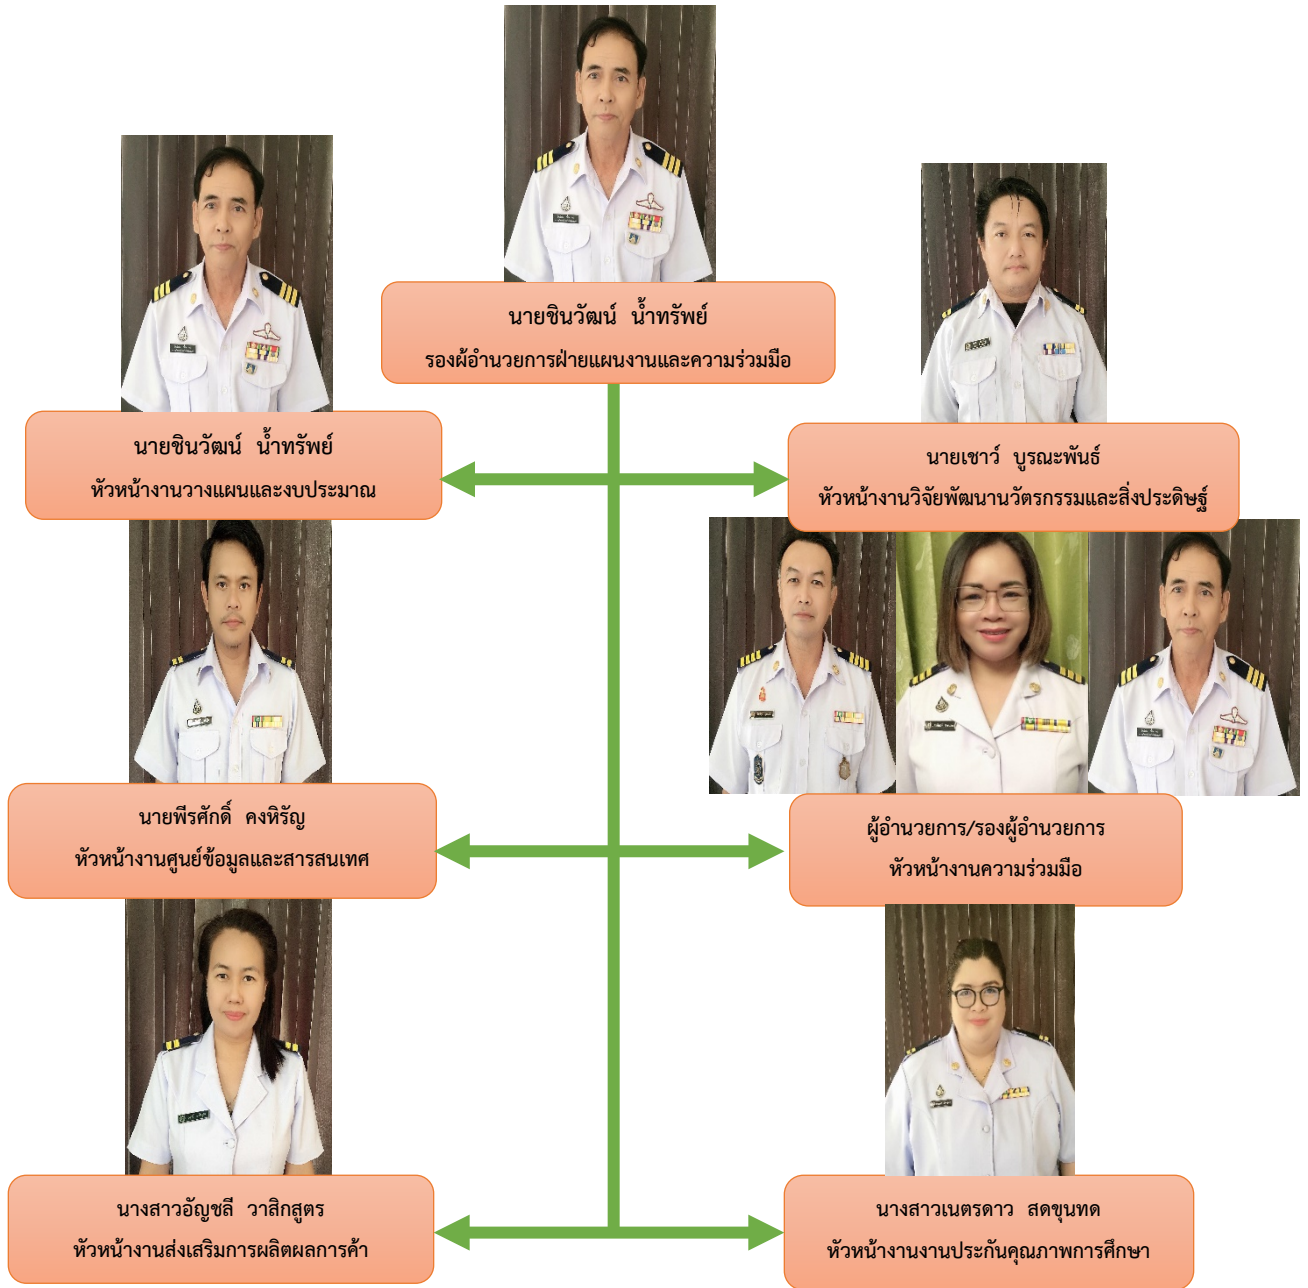 นายชินวัฒน์ น้ำทรัพย์
รองผู้อำนวยการฝ่ายแผนงานและความร่วมมือ
นายชินวัฒน์ น้ำทรัพย์
หัวหน้างานวางแผนและงบประมาณ
นายเชาว์ บูรณะพันธ์
หัวหน้างานวิจัยพัฒนานวัตรกรรมและสิ่งประดิษฐ์
นายพีรศักดิ์ คงหิรัญ
หัวหน้างานศูนย์ข้อมูลและสารสนเทศ
ผู้อำนวยการ/รองผู้อำนวยการ
หัวหน้างานความร่วมมือ
นางสาวอัญชลี วาสิกสูตร
หัวหน้างานส่งเสริมการผลิตผลการค้า
นางสาวเนตรดาว สดขุนทด
หัวหน้างานงานประกันคุณภาพการศึกษา